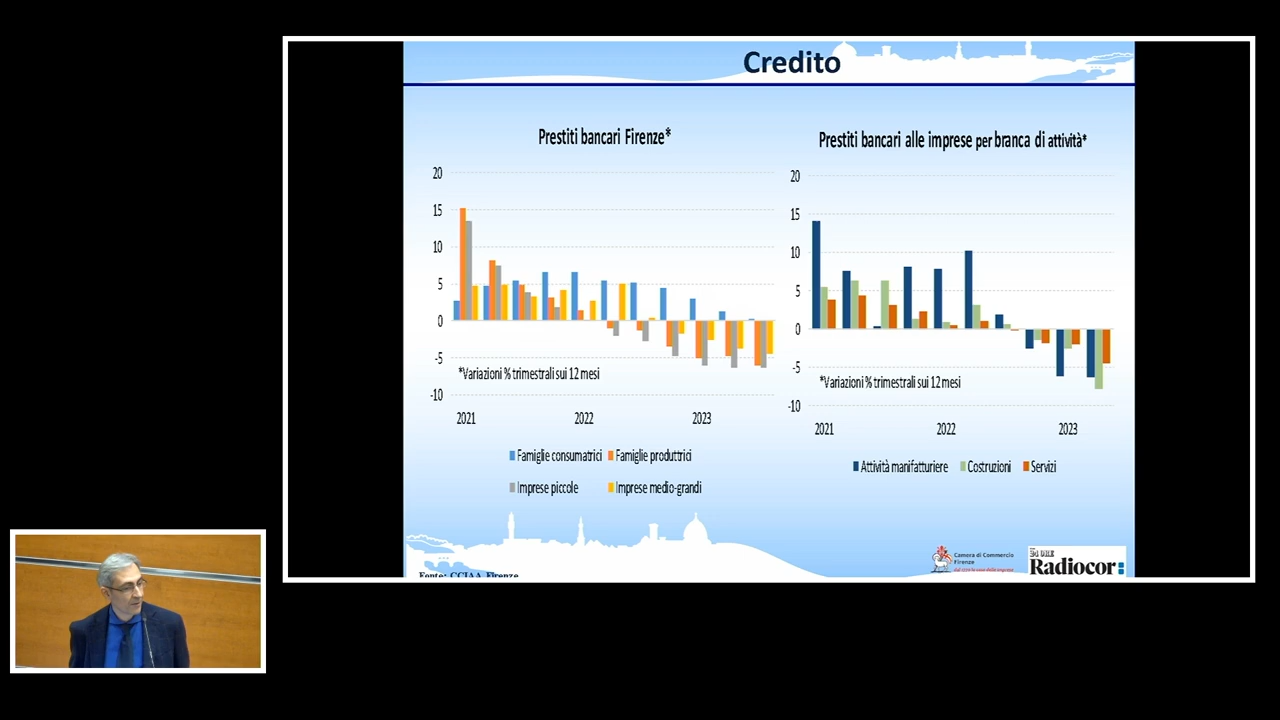 Credito
Prestiti bancari Firenze*
20
15
10
5
0
-5
-10
*Variazioni % trimestrali sui 12 mesi
2021 2022 2023
Famiglie consumatrici Famiglie produttrici
Imprese piccole Imprese medio-grandi
Prestiti bancari alle imprese per branca di attività*
20
15
10
5
0
-5
-10
*Variazioni % trimestrali sui 12 mesi
2021 2022 2023
Attività manifatturiere Costruzioni Servizi
Fonte: CCIAA Firenze
Camera di Commercio
Firenze
24 ORE
Radiocor